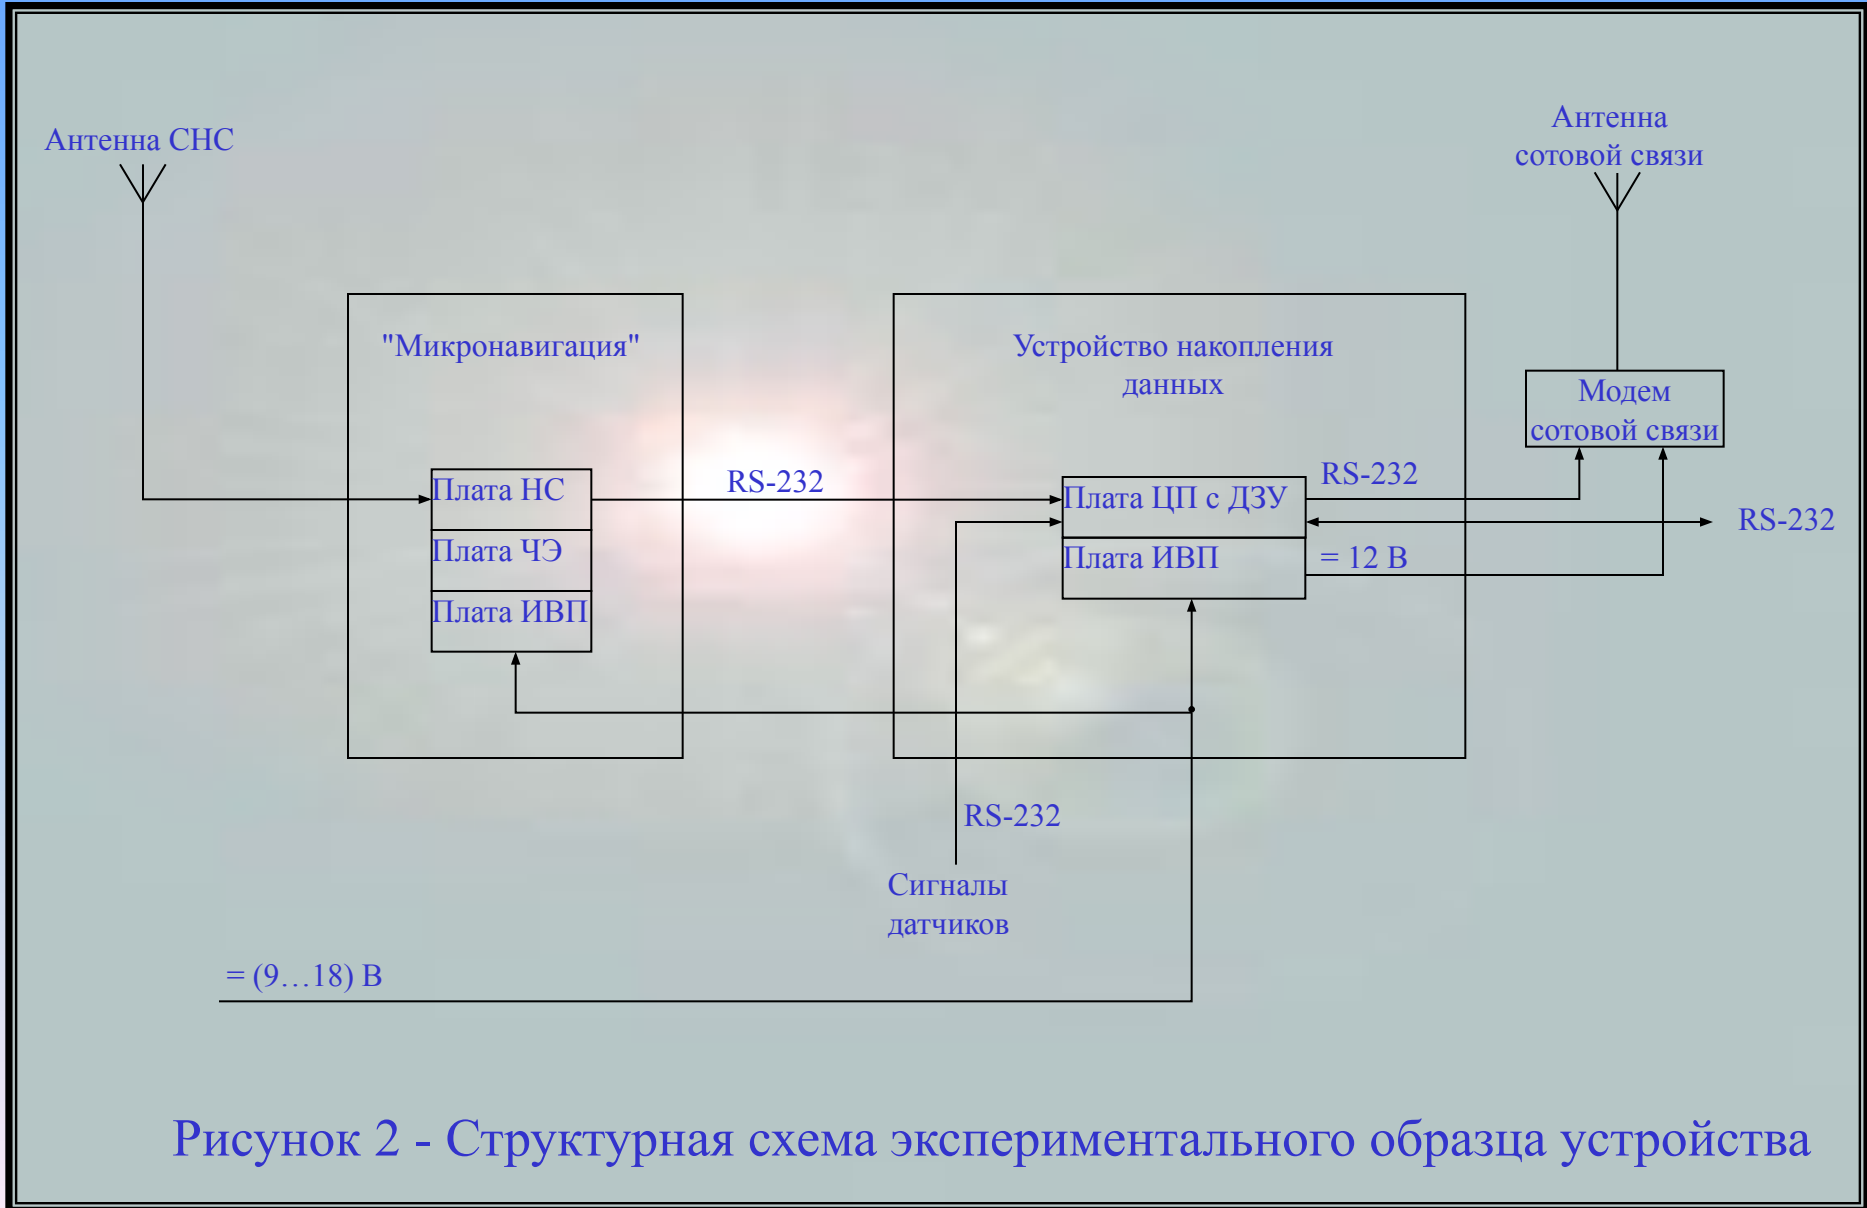 Антенна СНС
Антенна
сотовой связи
"Микронавигация"
Устройство накопления
данных
Модем
сотовой связи
Плата НС
RS-232
Плата ЦП с ДЗУ
RS-232
RS-232
Плата ЧЭ
Плата ИВП
= 12 В
Плата ИВП
RS-232
Сигналы
датчиков
= (9…18) В
Рисунок 2 - Структурная схема экспериментального образца устройства